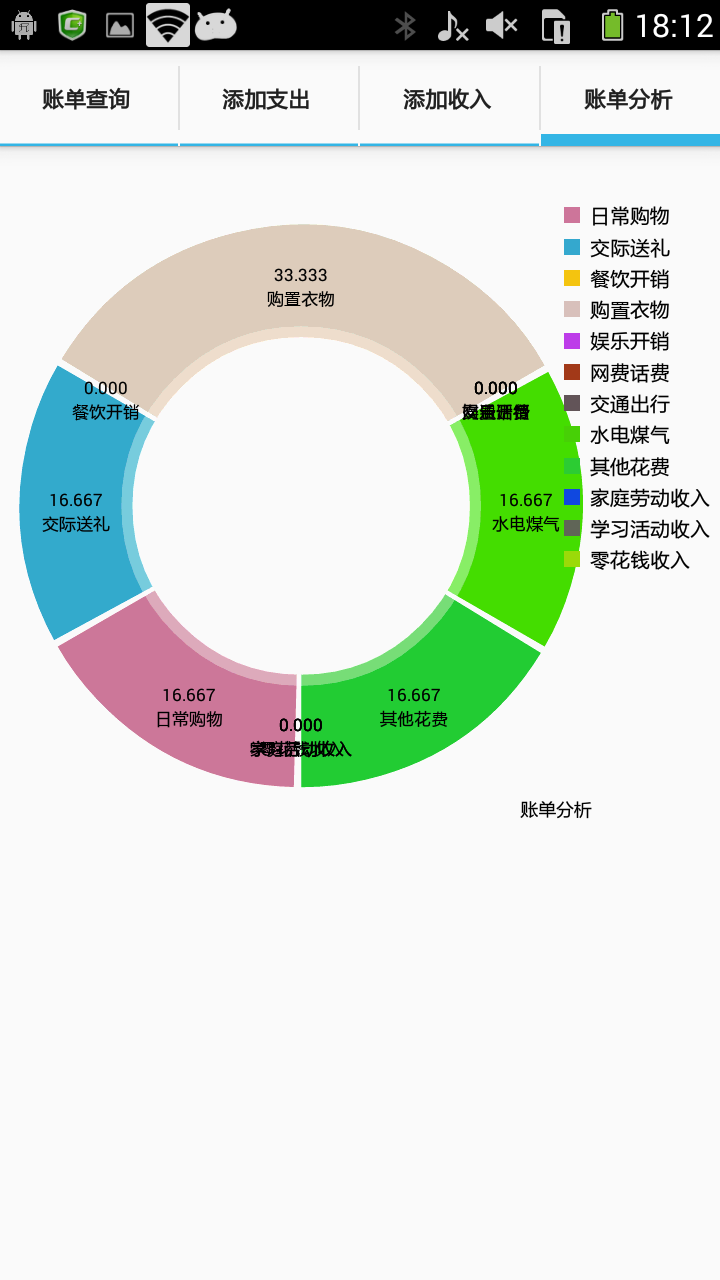 18:12
账单查询
添加支出
添加收入
账单分析
日常购物
交际送礼
餐饮开销
购置衣物
娱乐开销
网费话费
交通出行
水电煤气
其他花费
家庭劳动收入
学习活动收入
零花钱收入
33.333
购置衣物
0.000
餐饮开销
0.000
16.667
交际送礼
16.667
水电煤气
16.667
日常购物
16.667
其他花费
0.000
账单分析